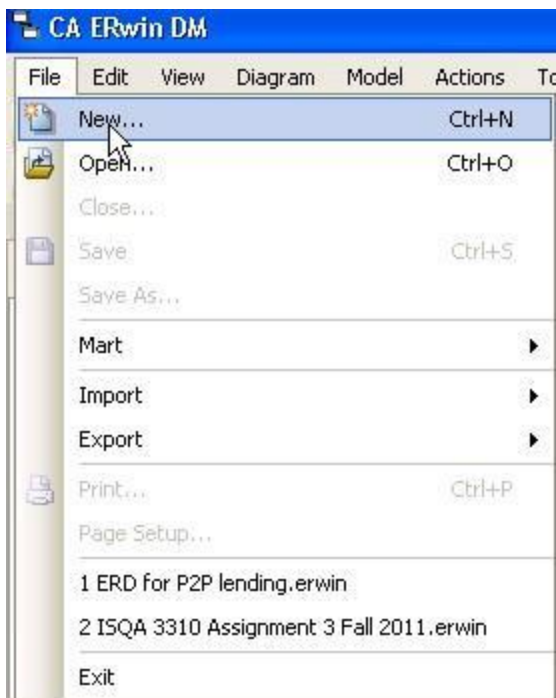 CA ERwin DM
File Edit View Diagram Model Actions To
New... Ctrl+N
Open... Ctrl+O
Close...
Save Ctrl+S
Save As...
Mart
Import
Export
Print... Ctrl+P
Page Setup...
1 ERD for P2P lending.erwin
2 ISQA 3310 Assignment 3 Fall 2011.erwin
Exit